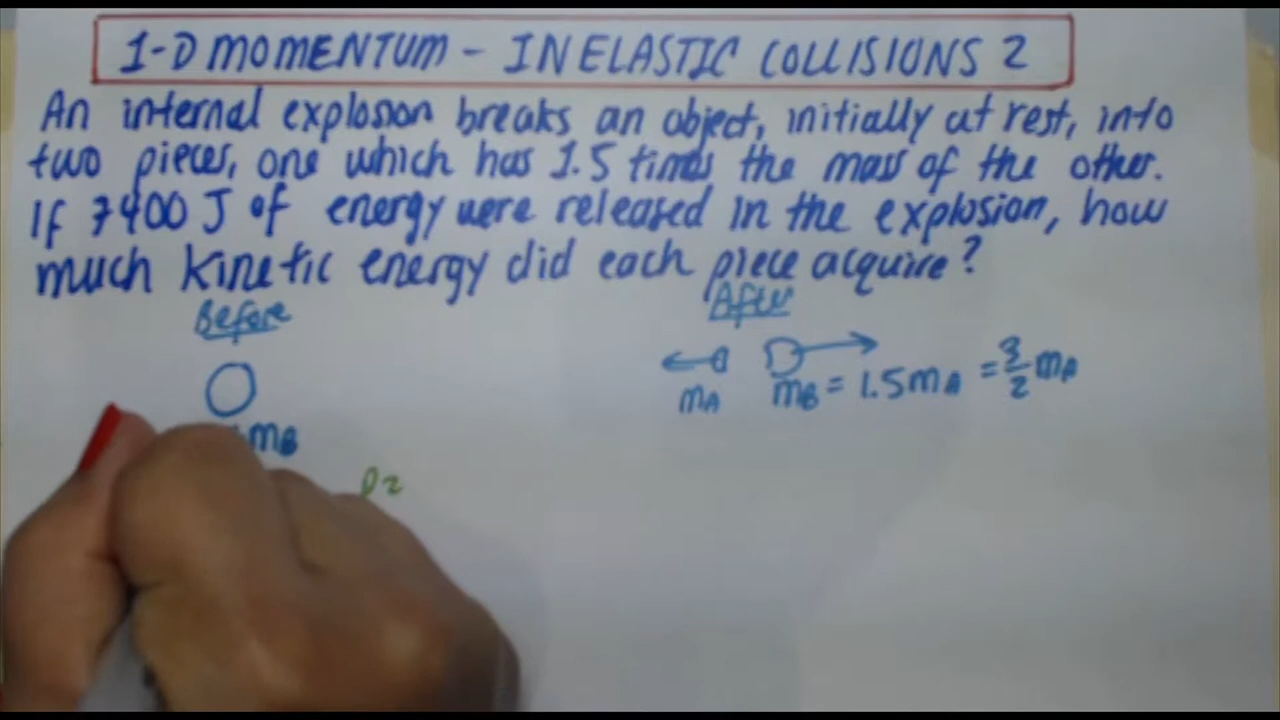 1-D MOMENTUM - INELASTIC COLLISIONS 2
An internal explosion breaks an object, initially at rest, into
two pieces, one which has 1.5 times the mass of the other.
If 7400 J of energy were released in the explosion, how
much kinetic energy did each piece acquire?
Before After
mA mB = 1.5mA = 3/2 mA
mB